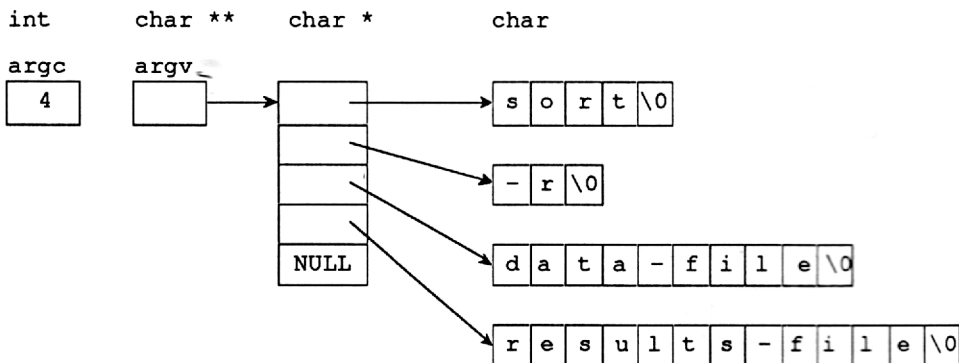 int char ** char * char
argc argv
4
s o r t \0
- r \0
NULL
d a t a - f i l e \0
r e s u l t s - f i l e \0